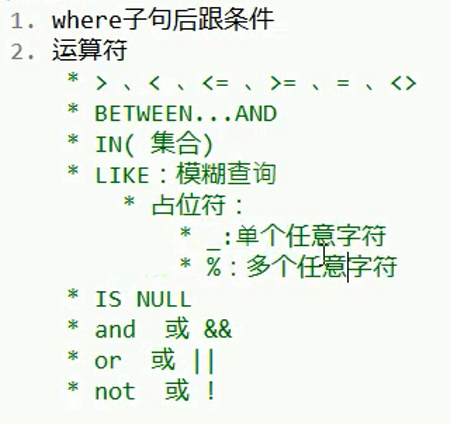 1. where子句后跟条件
2. 运算符
* > 、< 、<= 、>= 、= 、<>
* BETWEEN...AND
* IN( 集合)
* LIKE：模糊查询
* 占位符：
* _:单个任意字符
* %：多个任意字符
* IS NULL
* and 或 &&
* or 或 ||
* not 或 !